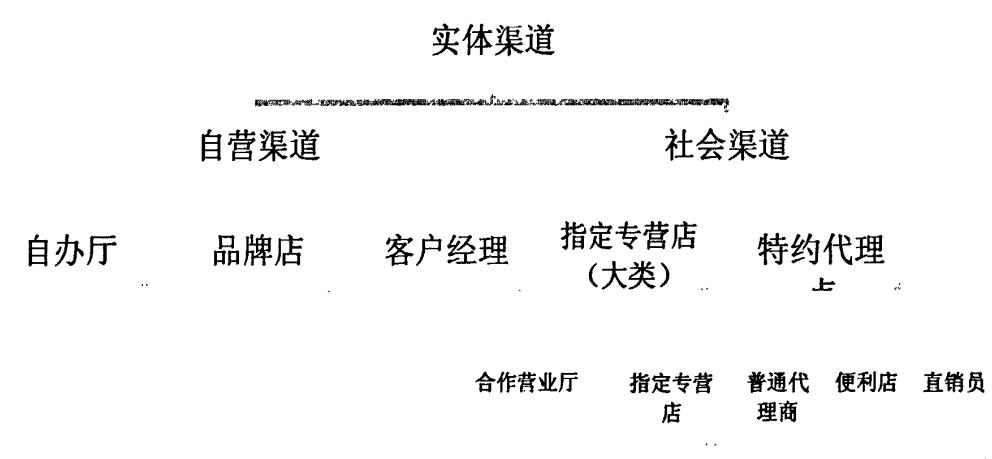 实体渠道
自营渠道
社会渠道
自办厅
品牌店
客户经理
指定专营店
（大类）
特约代理
合作营业厅
指定专营
店
普通代
理商
便利店
直销员